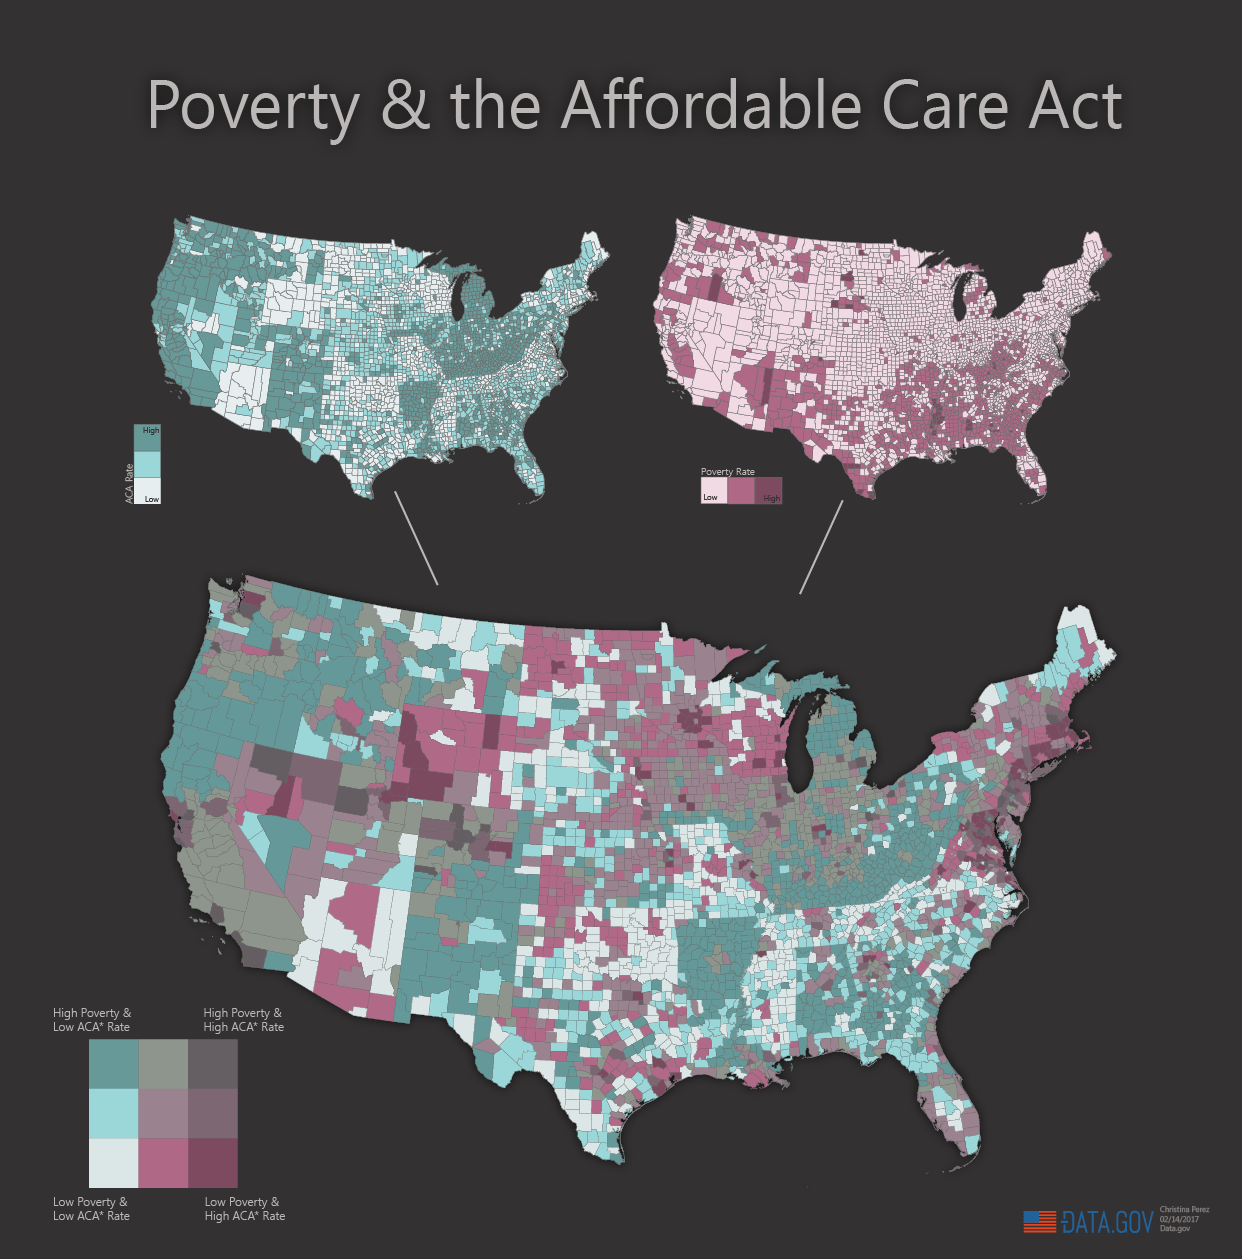 Poverty & the Affordable Care Act
High
ACA Rate
Low
Poverty Rate
Low
High
High Poverty &
Low ACA* Rate
High Poverty &
High ACA* Rate
Low Poverty &
Low ACA* Rate
Low Poverty &
High ACA* Rate
DATA.GOV
Christina Perez
02/14/2017
Data.gov